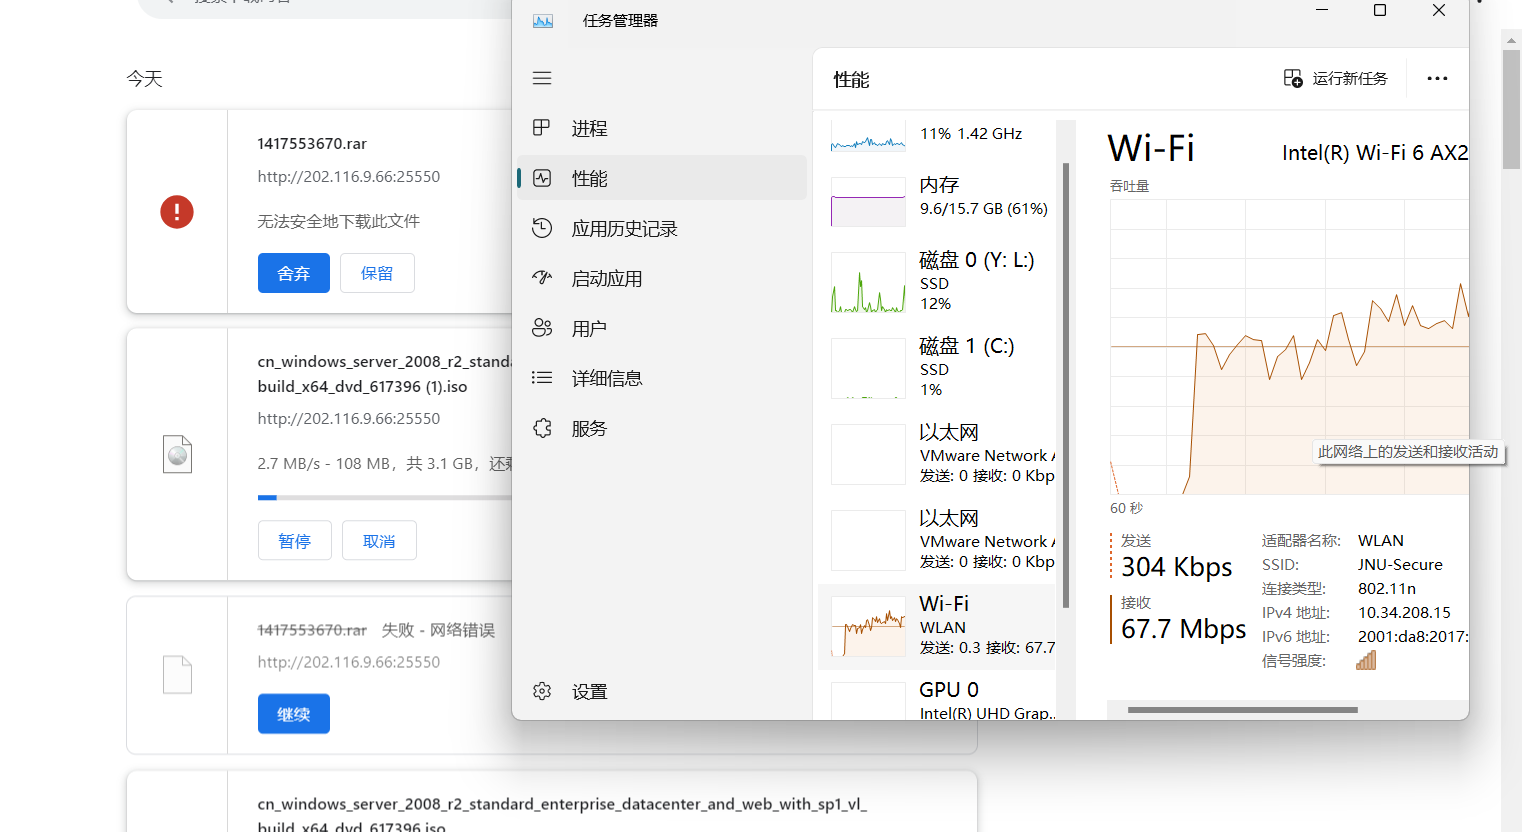 今天
1417553670.rar
http://202.116.9.66:25550
无法安全地下载此文件
舍弃
保留
cn_windows_server_2008_r2_standa
build_x64_dvd_617396 (1).iso
http://202.116.9.66:25550
2.7 MB/s - 108 MB，共 3.1 GB，还剩
暂停
取消
1417553670.rar 失败 - 网络错误
http://202.116.9.66:25550
继续
cn_windows_server_2008_r2_standard_enterprise_datacenter_and_web_with_sp1_vl_
build_x64_dvd_617396.iso
任务管理器
进程
性能
应用历史记录
启动应用
用户
详细信息
服务
设置
性能
运行新任务
11% 1.42 GHz
内存
9.6/15.7 GB (61%)
磁盘 0 (Y: L:)
SSD
12%
磁盘 1 (C:)
SSD
1%
以太网
VMware Network A
发送: 0 接收: 0 Kbp
以太网
VMware Network A
发送: 0 接收: 0 Kbp
Wi-Fi
WLAN
发送: 0.3 接收: 67.7
GPU 0
Intel(R) UHD Grap...
Wi-Fi
Intel(R) Wi-Fi 6 AX2
吞吐量
此网络上的发送和接收活动
60 秒
发送
304 Kbps
接收
67.7 Mbps
适配器名称: WLAN
SSID: JNU-Secure
连接类型: 802.11n
IPv4 地址: 10.34.208.15
IPv6 地址: 2001:da8:2017:
信号强度: